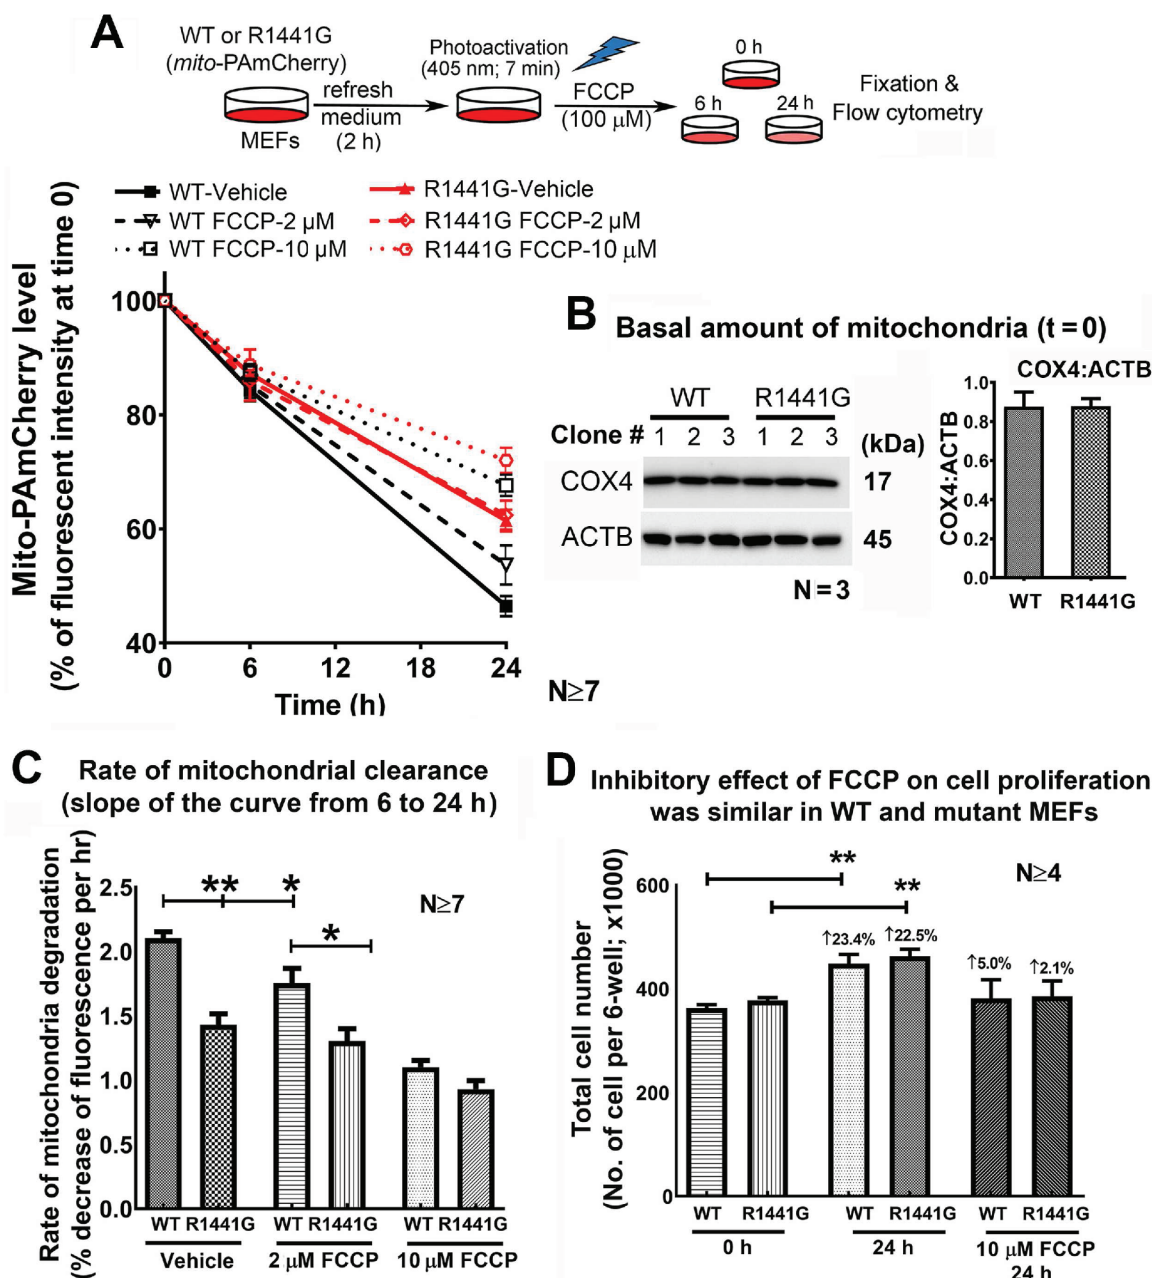 A
WT or R1441G
(mito-PAmCherry)
MEFs
refresh
medium
(2 h)
Photoactivation
(405 nm; 7 min)
FCCP
(100 μM)
0 h
6 h
24 h
Fixation &
Flow cytometry
WT-Vehicle
R1441G-Vehicle
WT FCCP-2 μM
R1441G FCCP-2 μM
WT FCCP-10 μM
R1441G FCCP-10 μM
Mito-PAmCherry level
(% of fluorescent intensity at time 0)
100
80
60
40
0 6 12 18 24
Time (h)
N≥7
B
Basal amount of mitochondria (t = 0)
WT R1441G
Clone # 1 2 3 1 2 3 (kDa)
COX4 17
ACTB 45
N = 3
COX4:ACTB
COX4:ACTB
1.0
0.8
0.6
0.4
0.2
0.0
WT R1441G
C
Rate of mitochondrial clearance
(slope of the curve from 6 to 24 h)
Rate of mitochondria degradation
(% decrease of fluorescence per hr)
2.5
2.0
1.5
1.0
0.5
0.0
** *
*
N≥7
WT R1441G WT R1441G WT R1441G
Vehicle 2 μM FCCP 10 μM FCCP
D
Inhibitory effect of FCCP on cell proliferation
was similar in WT and mutant MEFs
Total cell number
(No. of cell per 6-well; x1000)
600
400
200
0
**
**
N≥4
↑23.4% ↑22.5%
↑5.0% ↑2.1%
WT R1441G WT R1441G WT R1441G
0 h 24 h 10 μM FCCP
24 h